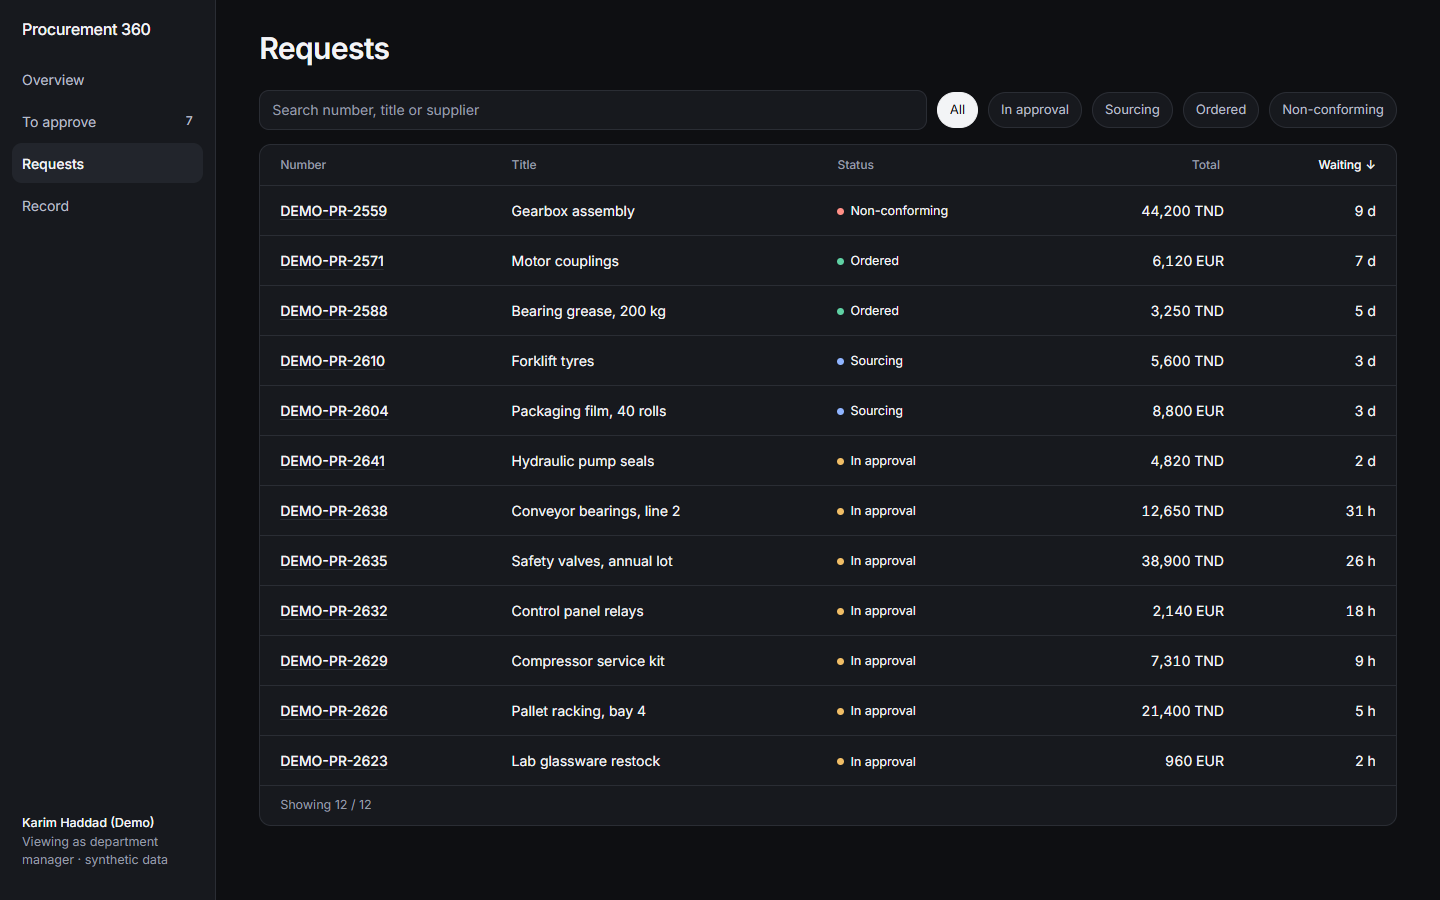 Procurement 360
Overview
To approve 7
Requests
Record
Karim Haddad (Demo)
Viewing as department
manager · synthetic data
Requests
Search number, title or supplier
All In approval Sourcing Ordered Non-conforming
Number Title Status Total Waiting ↓
DEMO-PR-2559 Gearbox assembly Non-conforming 44,200 TND 9 d
DEMO-PR-2571 Motor couplings Ordered 6,120 EUR 7 d
DEMO-PR-2588 Bearing grease, 200 kg Ordered 3,250 TND 5 d
DEMO-PR-2610 Forklift tyres Sourcing 5,600 TND 3 d
DEMO-PR-2604 Packaging film, 40 rolls Sourcing 8,800 EUR 3 d
DEMO-PR-2641 Hydraulic pump seals In approval 4,820 TND 2 d
DEMO-PR-2638 Conveyor bearings, line 2 In approval 12,650 TND 31 h
DEMO-PR-2635 Safety valves, annual lot In approval 38,900 TND 26 h
DEMO-PR-2632 Control panel relays In approval 2,140 EUR 18 h
DEMO-PR-2629 Compressor service kit In approval 7,310 TND 9 h
DEMO-PR-2626 Pallet racking, bay 4 In approval 21,400 TND 5 h
DEMO-PR-2623 Lab glassware restock In approval 960 EUR 2 h
Showing 12 / 12